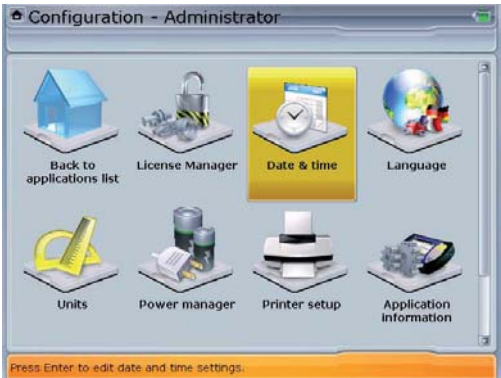 Configuration - Administrator
Back to
applications list
License Manager
Date & time
Language
Units
Power manager
Printer setup
Application
information
Press Enter to edit date and time settings.